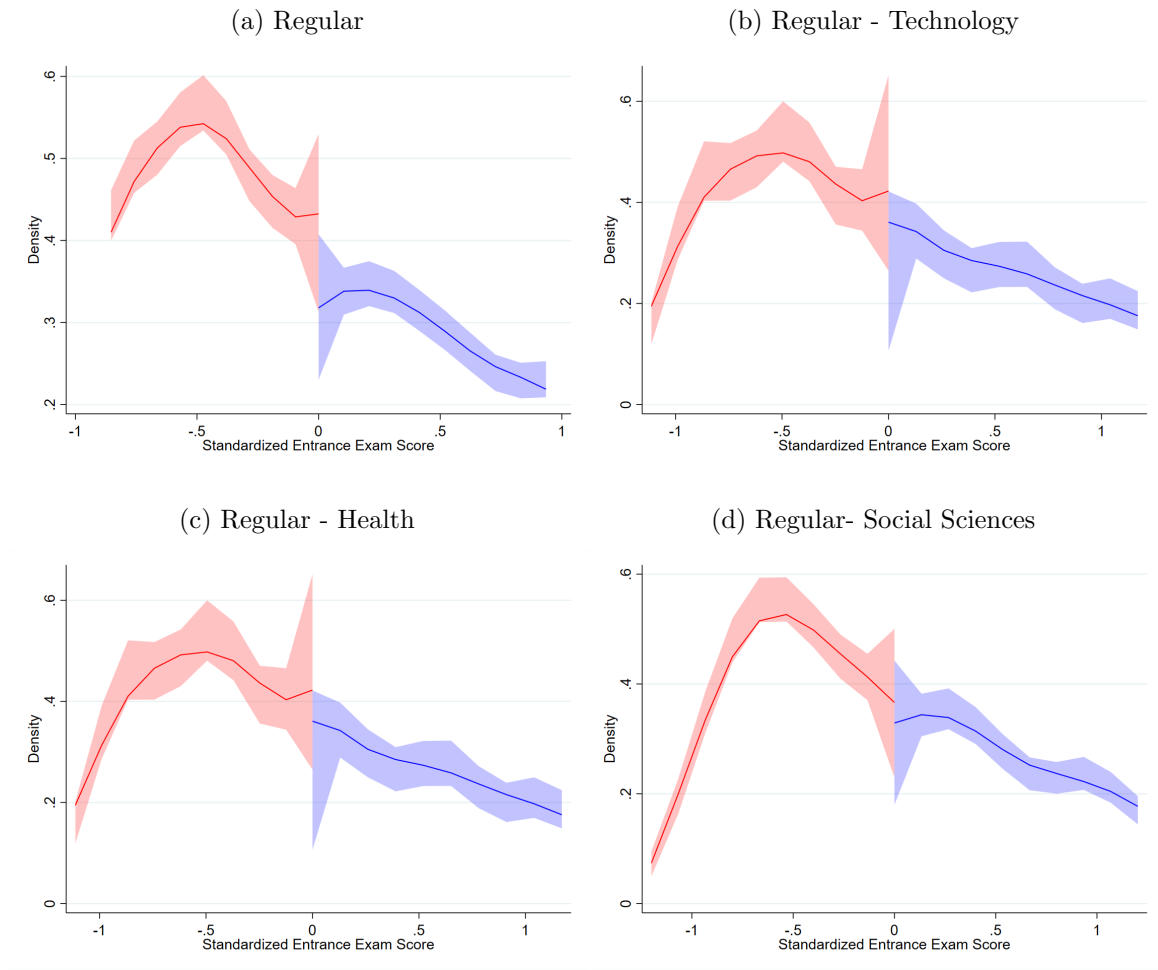 (a) Regular
.6
.5
.4
.3
.2
Density
-1 -.5 0 .5 1
Standardized Entrance Exam Score
(b) Regular - Technology
.6
.4
.2
0
Density
-1 -.5 0 .5 1
Standardized Entrance Exam Score
(c) Regular - Health
.6
.4
.2
0
Density
-1 -.5 0 .5 1
Standardized Entrance Exam Score
(d) Regular- Social Sciences
.6
.4
.2
0
Density
-1 -.5 0 .5 1
Standardized Entrance Exam Score